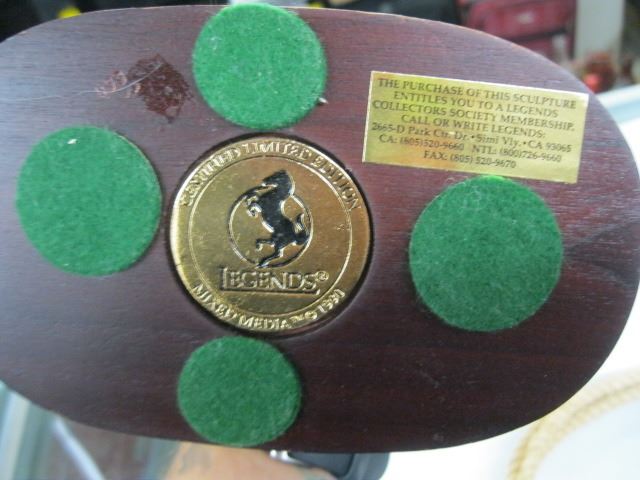 CERTIFIED LIMITED EDITION
LEGENDS®
MIXED MEDIA™ © 1990
THE PURCHASE OF THIS SCULPTURE
ENTITLES YOU TO A LEGENDS
COLLECTORS SOCIETY MEMBERSHIP.
CALL OR WRITE LEGENDS:
2665-D Park Ctr. Dr. • Simi Vly. • CA 93065
CA: (805)520-9660 NTL: (800)726-9660
FAX: (805) 520-9670